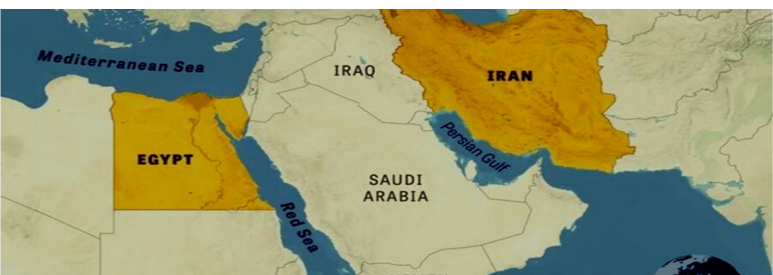 Mediterranean Sea
IRAQ
IRAN
Persian Gulf
EGYPT
SAUDI
ARABIA
Red Sea